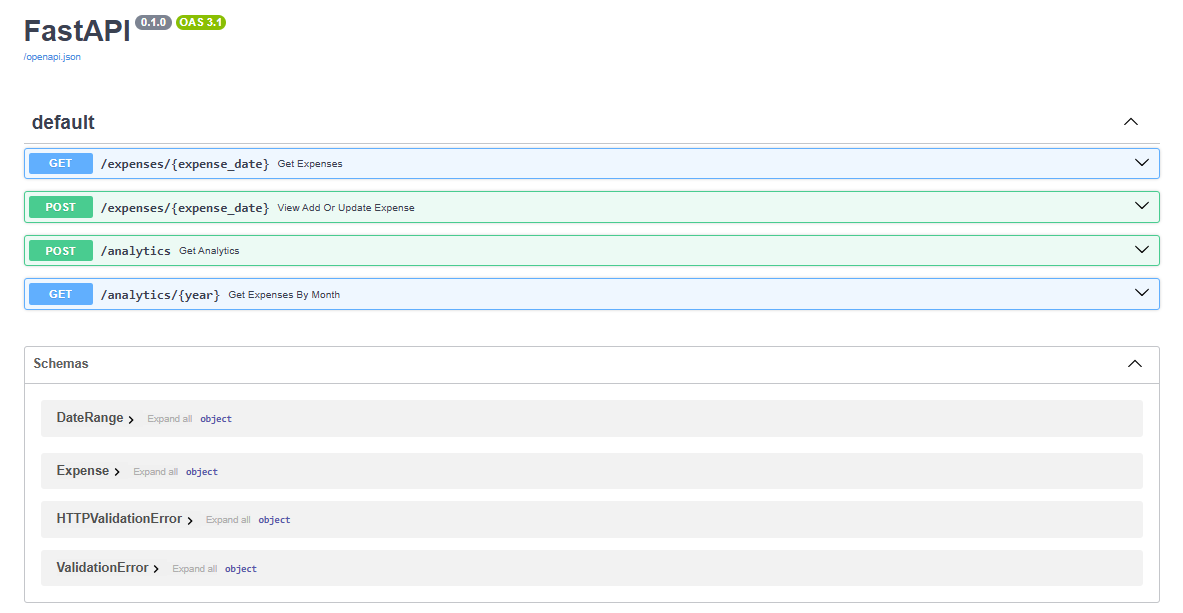 FastAPI 0.1.0 OAS 3.1
/openapi.json
default
GET /expenses/{expense_date} Get Expenses
POST /expenses/{expense_date} View Add Or Update Expense
POST /analytics Get Analytics
GET /analytics/{year} Get Expenses By Month
Schemas
DateRange Expand all object
Expense Expand all object
HTTPValidationError Expand all object
ValidationError Expand all object